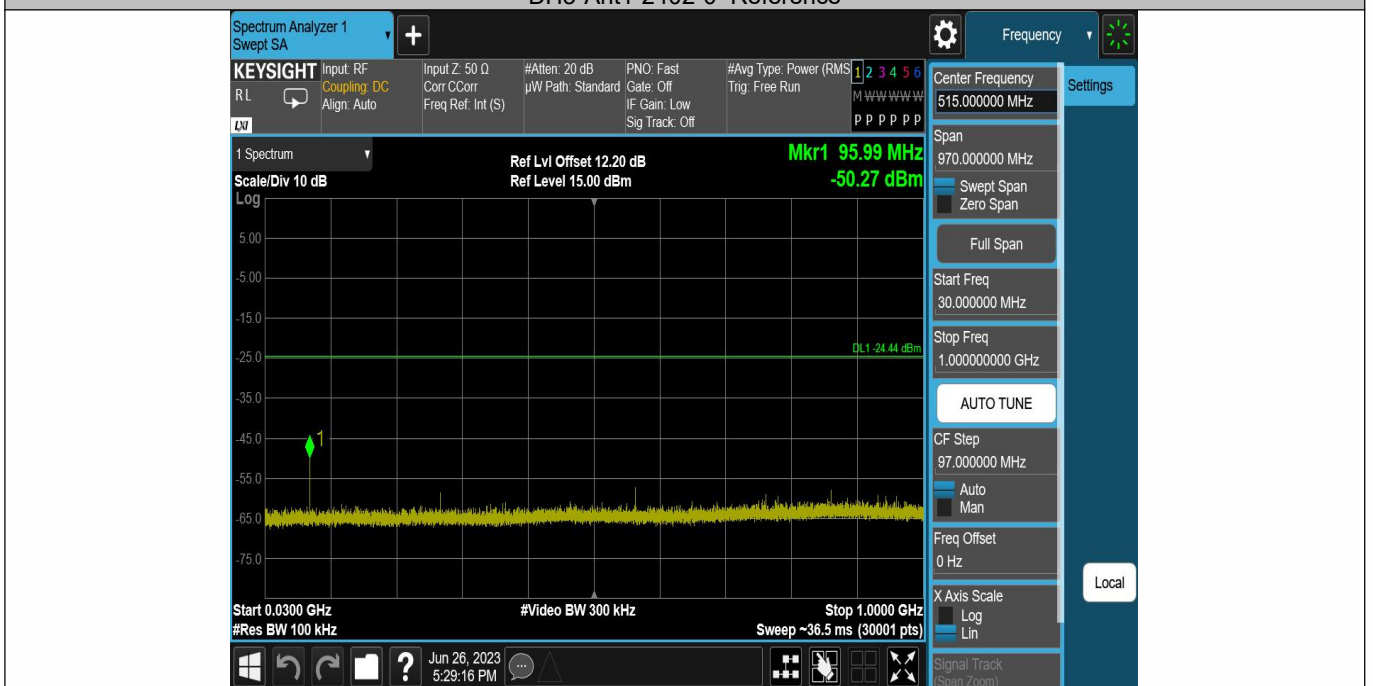 Spectrum Analyzer 1
Swept SA
Frequency
KEYSIGHT
R L
LXI
Input: RF
Coupling: DC
Align: Auto
Input Z: 50 Ω
Corr CCorr
Freq Ref: Int (S)
#Atten: 20 dB
µW Path: Standard
PNO: Fast
Gate: Off
IF Gain: Low
Sig Track: Off
#Avg Type: Power (RMS
Trig: Free Run
1 2 3 4 5 6
M W W W W W
P P P P P P
1 Spectrum
Scale/Div 10 dB
Log
Ref Lvl Offset 12.20 dB
Ref Level 15.00 dBm
Mkr1 95.99 MHz
-50.27 dBm
5.00
-5.00
-15.0
DL1 -24.44 dBm
-25.0
-35.0
-45.0
1
-55.0
-65.0
-75.0
Start 0.0300 GHz
#Res BW 100 kHz
#Video BW 300 kHz
Stop 1.0000 GHz
Sweep ~36.5 ms (30001 pts)
Center Frequency
515.000000 MHz
Settings
Span
970.000000 MHz
Swept Span
Zero Span
Full Span
Start Freq
30.000000 MHz
Stop Freq
1.000000000 GHz
AUTO TUNE
CF Step
97.000000 MHz
Auto
Man
Freq Offset
0 Hz
Local
X Axis Scale
Log
Lin
Signal Track
(Span Zoom)
?
Jun 26, 2023
5:29:16 PM